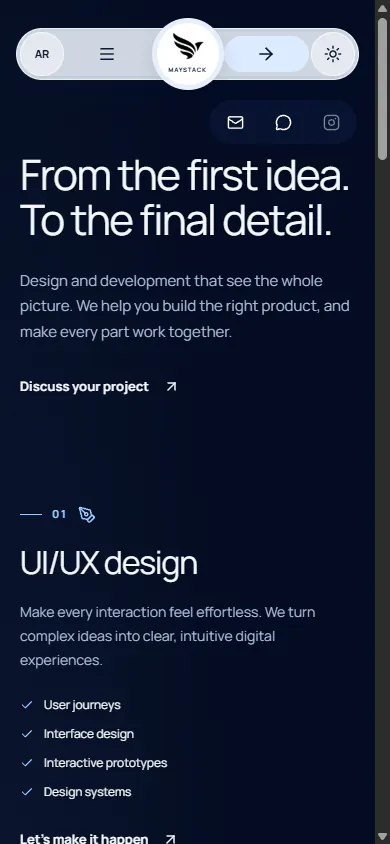 AR
MAYSTACK
From the first idea.
To the final detail.
Design and development that see the whole
picture. We help you build the right product, and
make every part work together.
Discuss your project
01
UI/UX design
Make every interaction feel effortless. We turn
complex ideas into clear, intuitive digital
experiences.
User journeys
Interface design
Interactive prototypes
Design systems
Let's make it happen